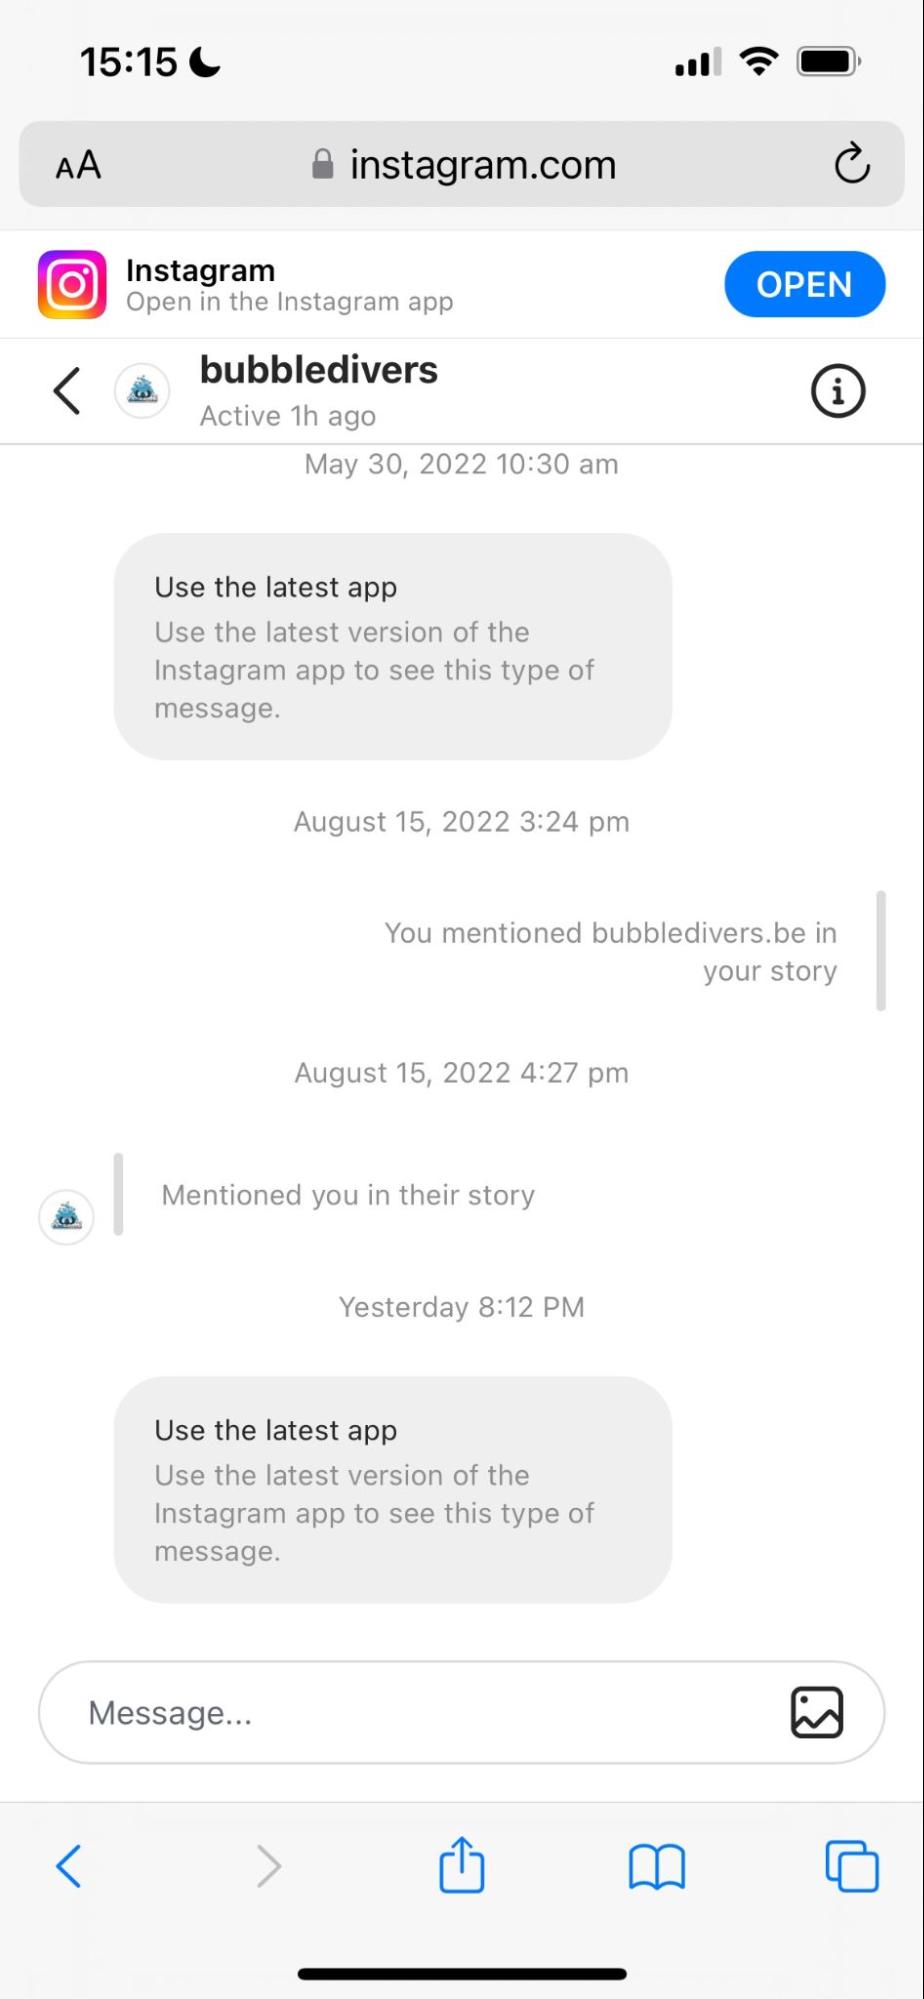 15:15
AA
instagram.com
Instagram
Open in the Instagram app
OPEN
bubbledivers
Active 1h ago
May 30, 2022 10:30 am
Use the latest app
Use the latest version of the
Instagram app to see this type of
message.
August 15, 2022 3:24 pm
You mentioned bubbledivers.be in
your story
August 15, 2022 4:27 pm
Mentioned you in their story
Yesterday 8:12 PM
Use the latest app
Use the latest version of the
Instagram app to see this type of
message.
Message...